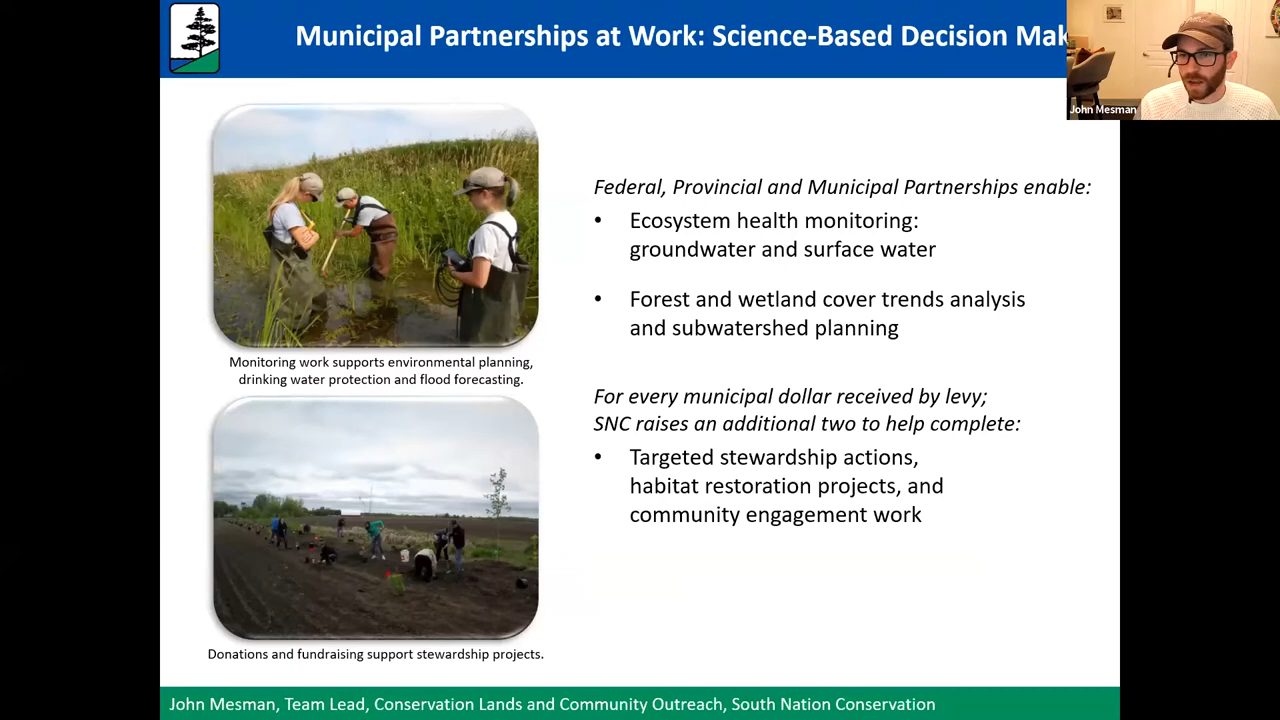 Municipal Partnerships at Work: Science-Based Decision Mak
John Mesman
Federal, Provincial and Municipal Partnerships enable:
• Ecosystem health monitoring:
groundwater and surface water
• Forest and wetland cover trends analysis
and subwatershed planning
Monitoring work supports environmental planning,
drinking water protection and flood forecasting.
For every municipal dollar received by levy;
SNC raises an additional two to help complete:
• Targeted stewardship actions,
habitat restoration projects, and
community engagement work
Donations and fundraising support stewardship projects.
John Mesman, Team Lead, Conservation Lands and Community Outreach, South Nation Conservation